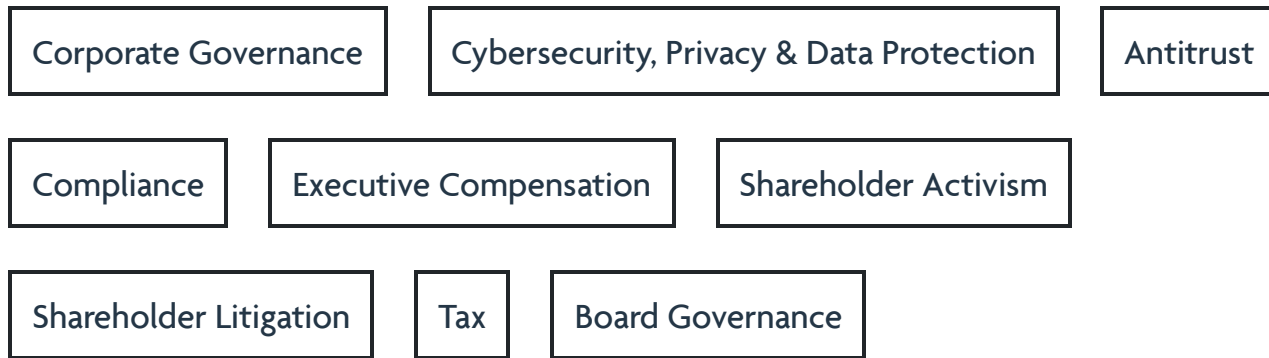 Corporate Governance Cybersecurity, Privacy & Data Protection Antitrust
Compliance Executive Compensation Shareholder Activism
Shareholder Litigation Tax Board Governance